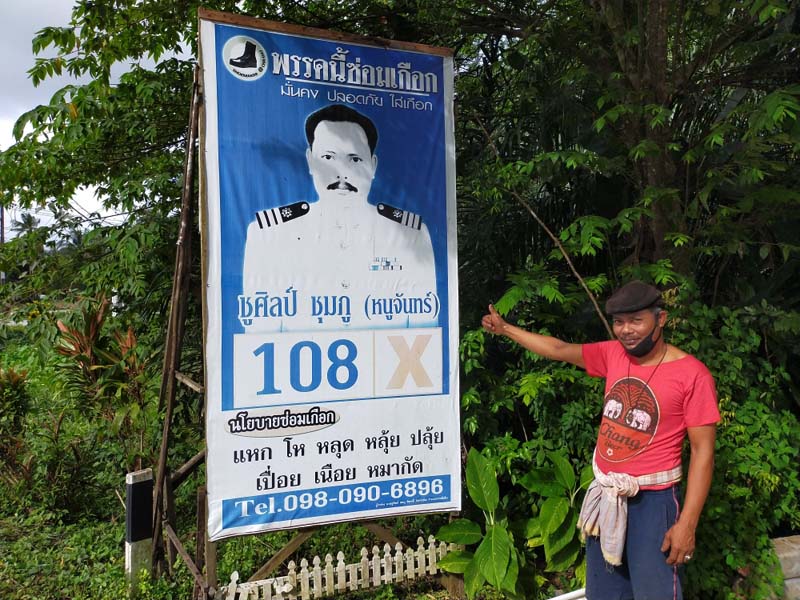 พรรคนี้ซ่อมเกือก
มั่นคง ปลอดภัย ใส่เกือก
ชูศิลป์ ชุมภู (หนูจันทร์)
108 X
นโยบายซ่อมเกือก
แหก โห หลุด หลุ้ย ปลุ้ย
เปื่อย เนือย หมากัด
Tel.098-090-6896
Chang